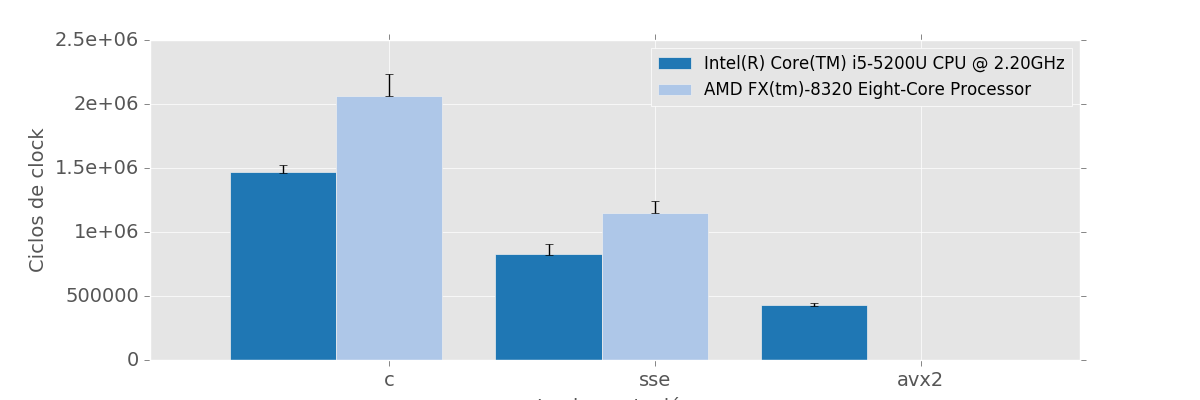 2.5e+06
2e+06
1.5e+06
1e+06
500000
0
Ciclos de clock
Intel(R) Core(TM) i5-5200U CPU @ 2.20GHz
AMD FX(tm)-8320 Eight-Core Processor
c sse avx2